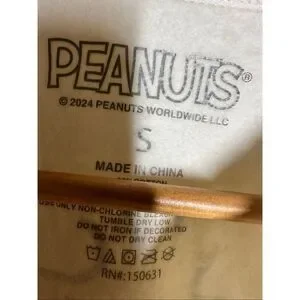 PEANUTS®
© 2024 PEANUTS WORLDWIDE LLC
S
MADE IN CHINA
ONLY NON-CHLORINE BLEACH
TUMBLE DRY LOW
DO NOT IRON IF DECORATED
DO NOT DRY CLEAN
RN#:150631